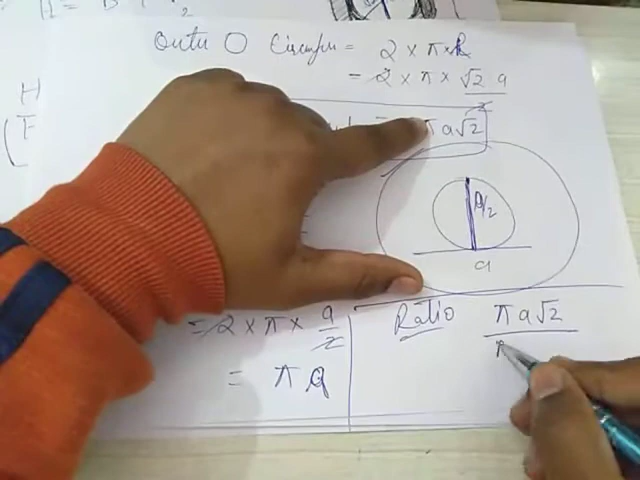 Outer O Circumfer = 2 × π × R
= 2 × π × √2 a
2
π a√2
a/2
a
= 2 × π × a/2
= π a
Ratio π a√2
π